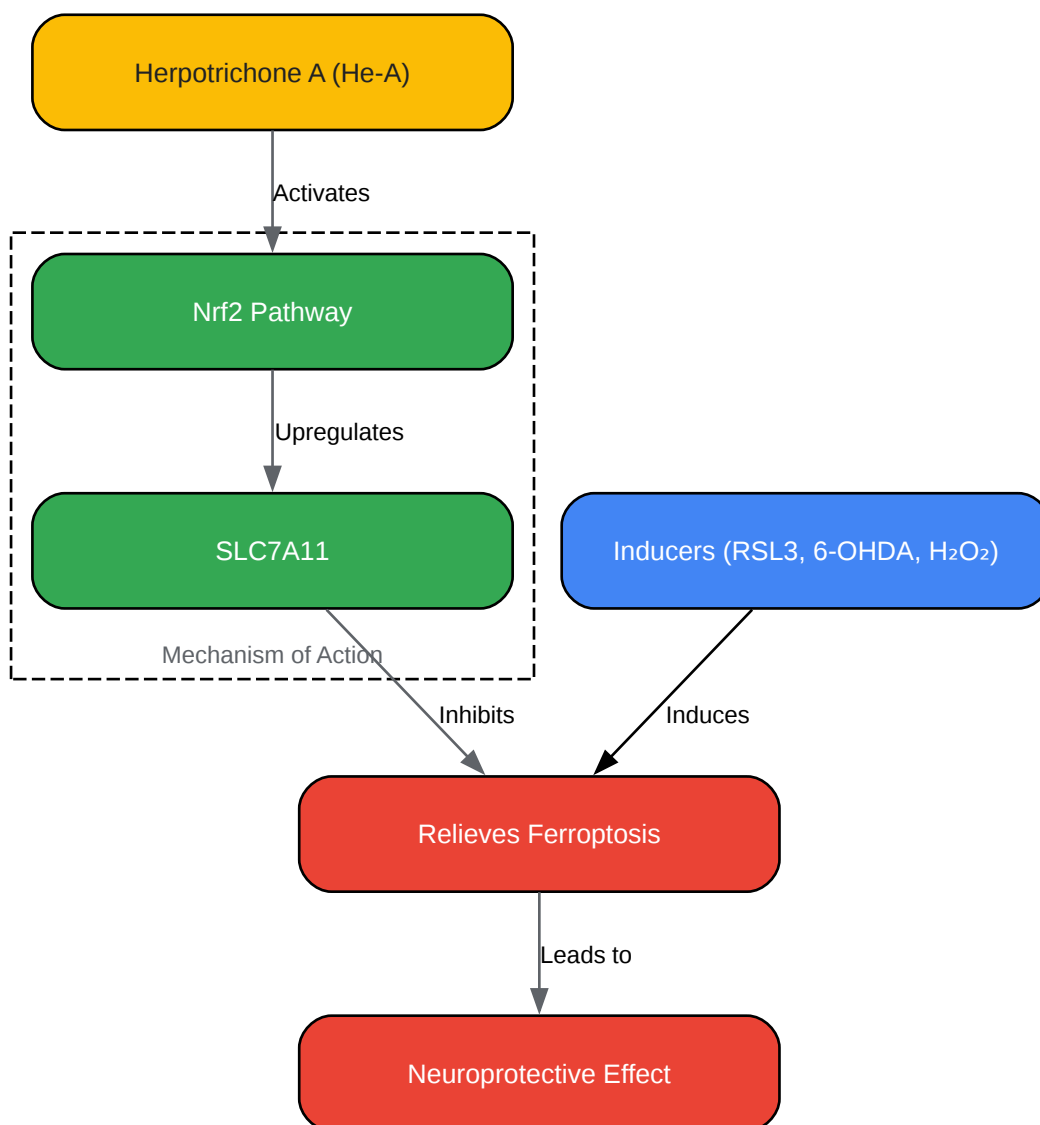 Herpotrichone A (He-A)
Activates
Nrf2 Pathway
Upregulates
SLC7A11
Inducers (RSL3, 6-OHDA, H₂O₂)
Mechanism of Action
Inhibits
Induces
Relieves Ferroptosis
Leads to
Neuroprotective Effect